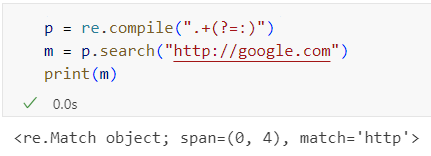 p = re.compile(".+(?=:)")
m = p.search("http://google.com")
print(m)
0.0s
<re.Match object; span=(0, 4), match='http'>